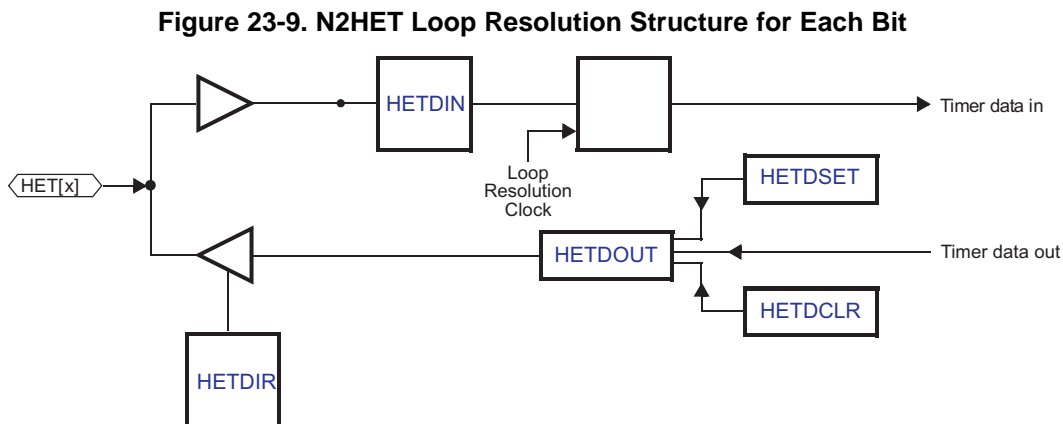 Figure 23-9. N2HET Loop Resolution Structure for Each Bit
HETDIN
Timer data in
Loop
Resolution
Clock
HET[x]
HETDSET
HETDOUT
Timer data out
HETDCLR
HETDIR